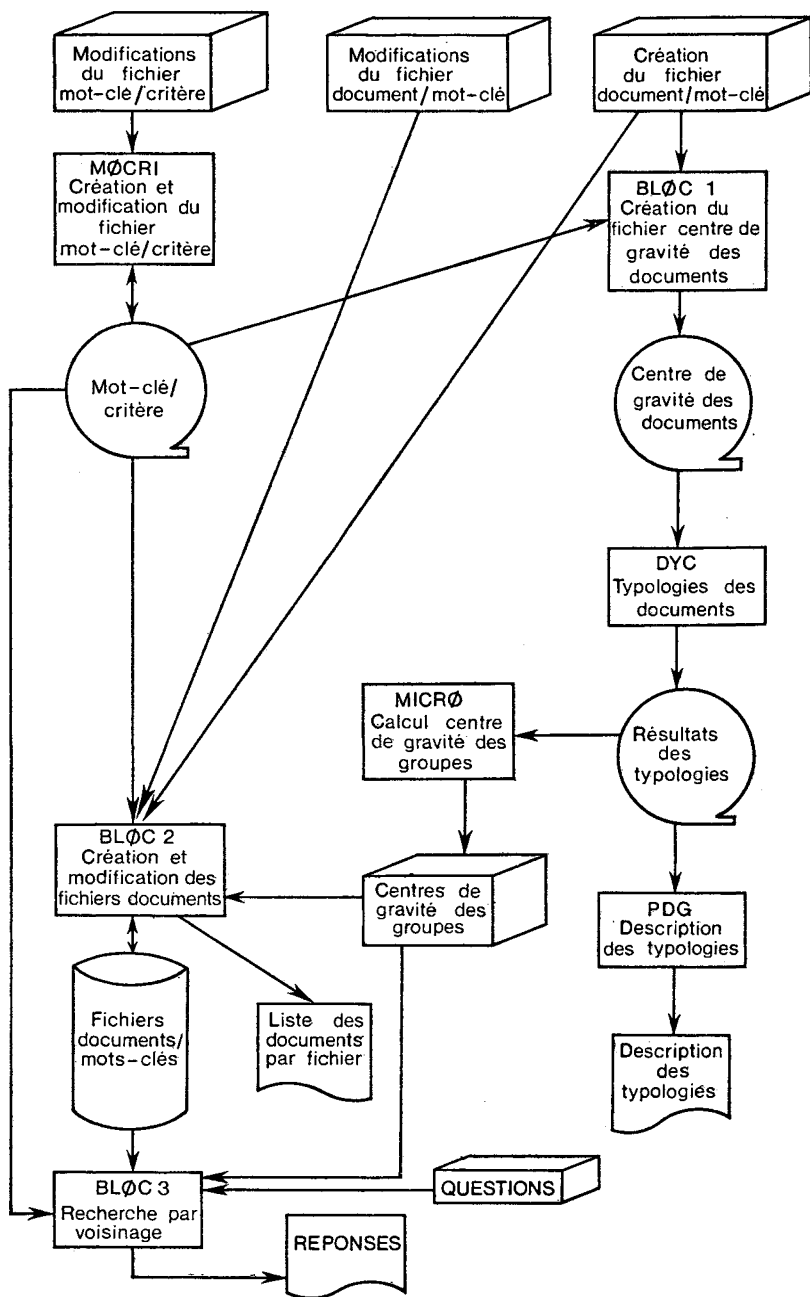 Modifications
du fichier
mot-clé/critère
Modifications
du fichier
document/mot-clé
Création
du fichier
document/mot-clé
MØCRI
Création et
modification du
fichier
mot-clé/critère
BLØC 1
Création du
fichier centre de
gravité des
documents
Mot-clé/
critère
Centre de
gravité des
documents
DYC
Typologies des
documents
MICRØ
Calcul centre
de gravité des
groupes
Résultats
des
typologies
BLØC 2
Création et
modification des
fichiers documents
Centres de
gravité des
groupes
PDG
Description
des typologies
Fichiers
documents/
mots-clés
Liste des
documents
par fichier
Description
des
typologies
BLØC 3
Recherche par
voisinage
QUESTIONS
REPONSES